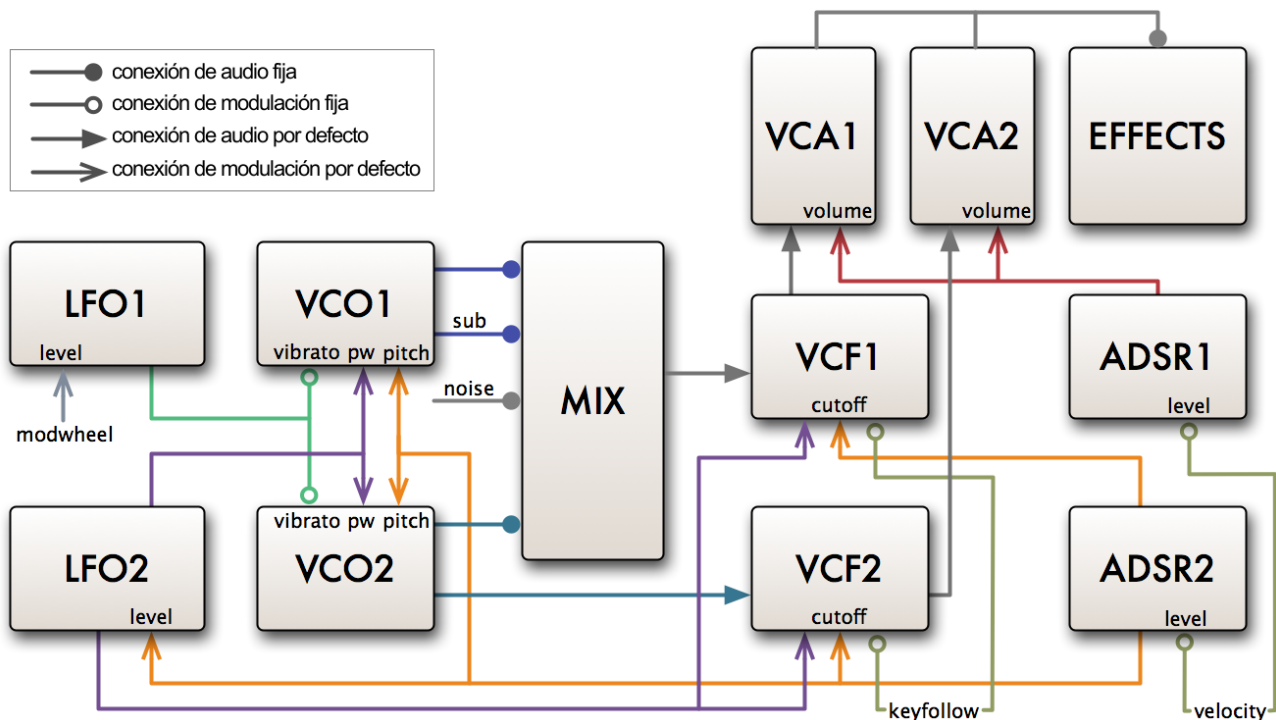 conexión de audio fija
conexión de modulación fija
conexión de audio por defecto
conexión de modulación por defecto
VCA1
volume
VCA2
volume
EFFECTS
LFO1
level
modwheel
VCO1
vibrato pw pitch
sub
noise
MIX
VCF1
cutoff
ADSR1
level
LFO2
level
vibrato pw pitch
VCO2
VCF2
cutoff
ADSR2
level
keyfollow
velocity